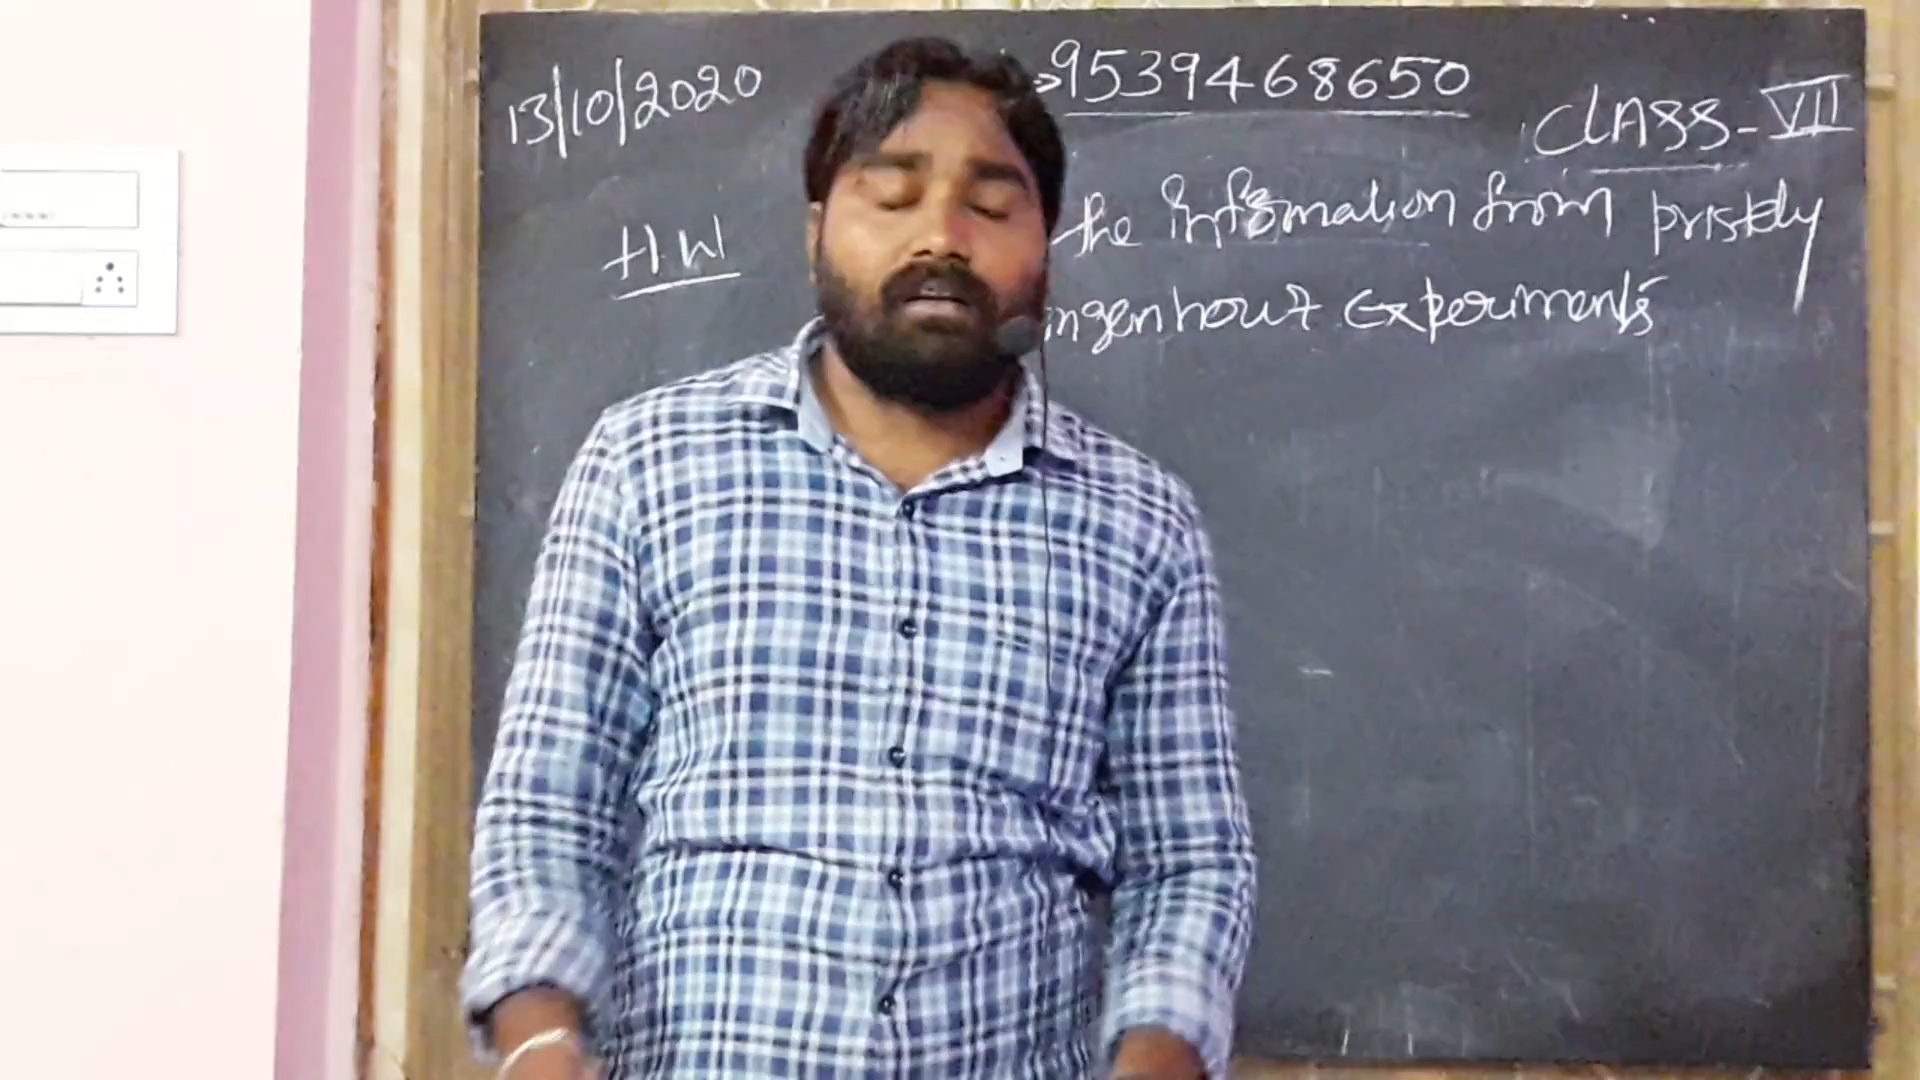 13/10/2020
9539468650
CLASS-VII
H.W
the information from pristly
ingenhouz experiments